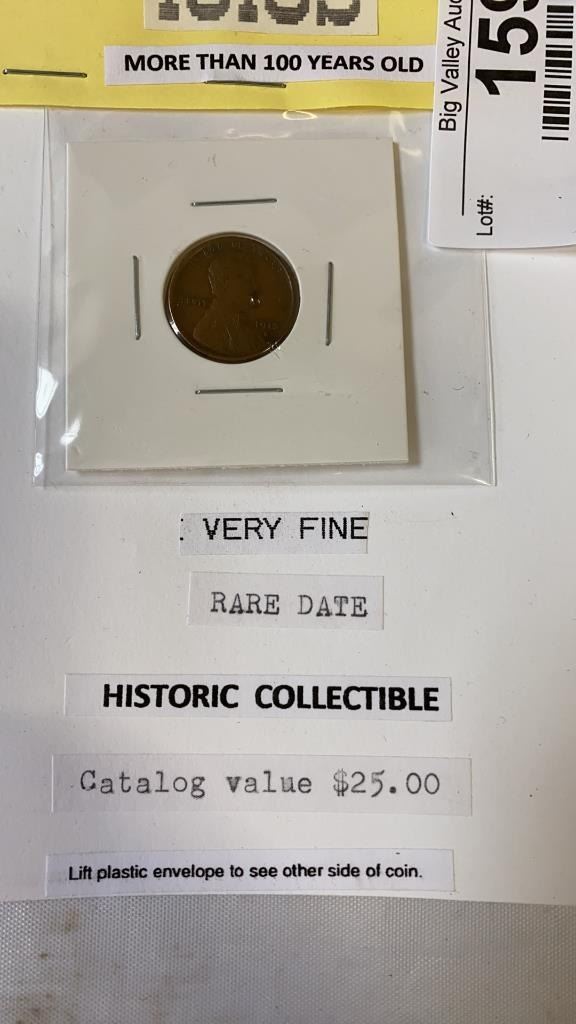 MORE THAN 100 YEARS OLD
Big Valley Auc
159
Lot#:
LIBERTY
: VERY FINE
RARE DATE
HISTORIC COLLECTIBLE
Catalog value $25.00
Lift plastic envelope to see other side of coin.